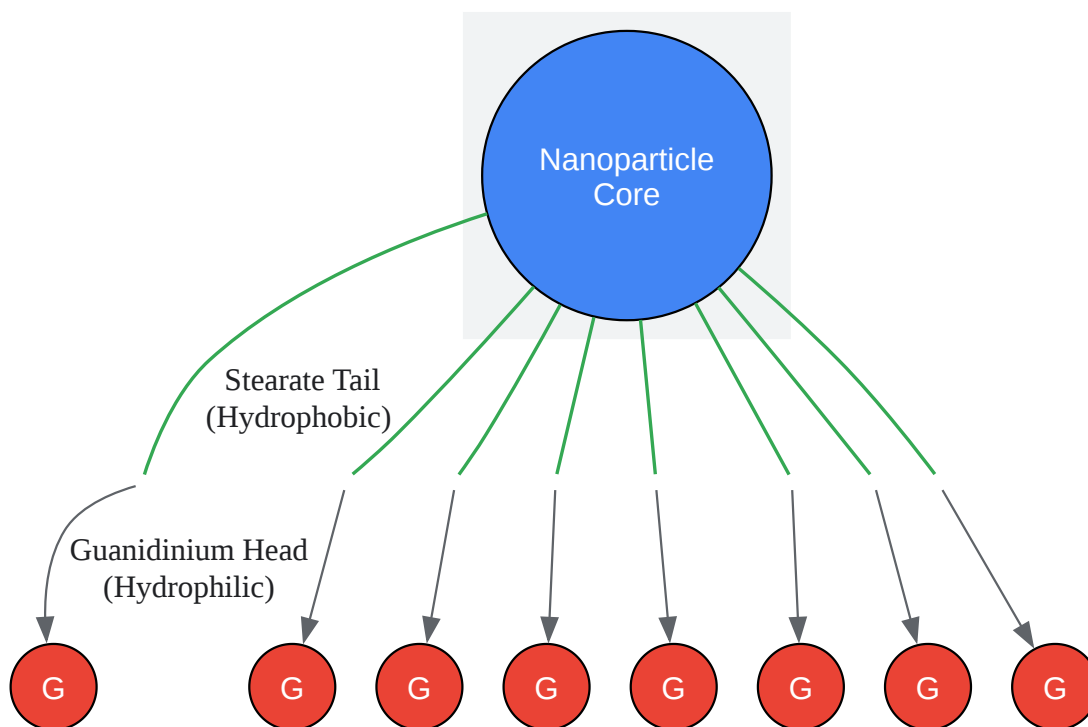 Nanoparticle
Core
Stearate Tail
(Hydrophobic)
Guanidinium Head
(Hydrophilic)
G G G G G G G G